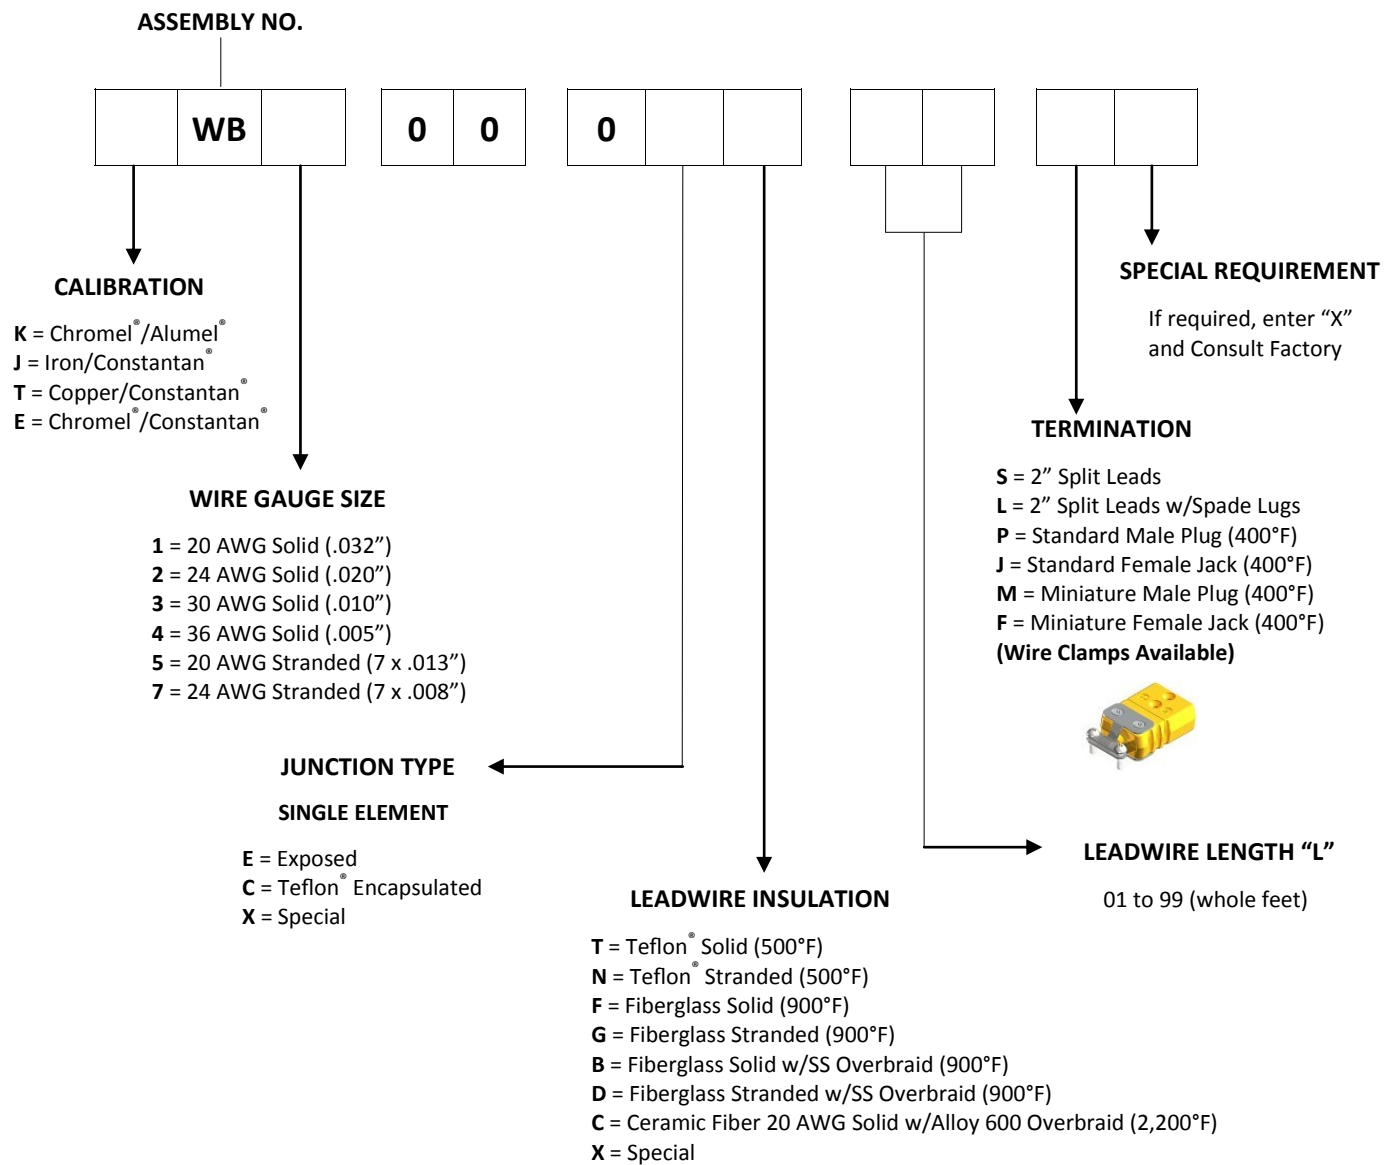 ASSEMBLY NO.
WB 0 0 0
CALIBRATION
K = Chromel®/Alumel®
J = Iron/Constantan®
T = Copper/Constantan®
E = Chromel®/Constantan®
WIRE GAUGE SIZE
1 = 20 AWG Solid (.032”)
2 = 24 AWG Solid (.020”)
3 = 30 AWG Solid (.010”)
4 = 36 AWG Solid (.005”)
5 = 20 AWG Stranded (7 x .013”)
7 = 24 AWG Stranded (7 x .008”)
JUNCTION TYPE
SINGLE ELEMENT
E = Exposed
C = Teflon® Encapsulated
X = Special
LEADWIRE INSULATION
T = Teflon® Solid (500°F)
N = Teflon® Stranded (500°F)
F = Fiberglass Solid (900°F)
G = Fiberglass Stranded (900°F)
B = Fiberglass Solid w/SS Overbraid (900°F)
D = Fiberglass Stranded w/SS Overbraid (900°F)
C = Ceramic Fiber 20 AWG Solid w/Alloy 600 Overbraid (2,200°F)
X = Special
LEADWIRE LENGTH “L”
01 to 99 (whole feet)
TERMINATION
S = 2” Split Leads
L = 2” Split Leads w/Spade Lugs
P = Standard Male Plug (400°F)
J = Standard Female Jack (400°F)
M = Miniature Male Plug (400°F)
F = Miniature Female Jack (400°F)
(Wire Clamps Available)
SPECIAL REQUIREMENT
If required, enter “X”
and Consult Factory